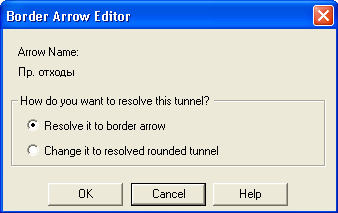 Border Arrow Editor
Arrow Name:
Пр. отходы
How do you want to resolve this tunnel?
Resolve it to border arrow
Change it to resolved rounded tunnel
OK Cancel Help